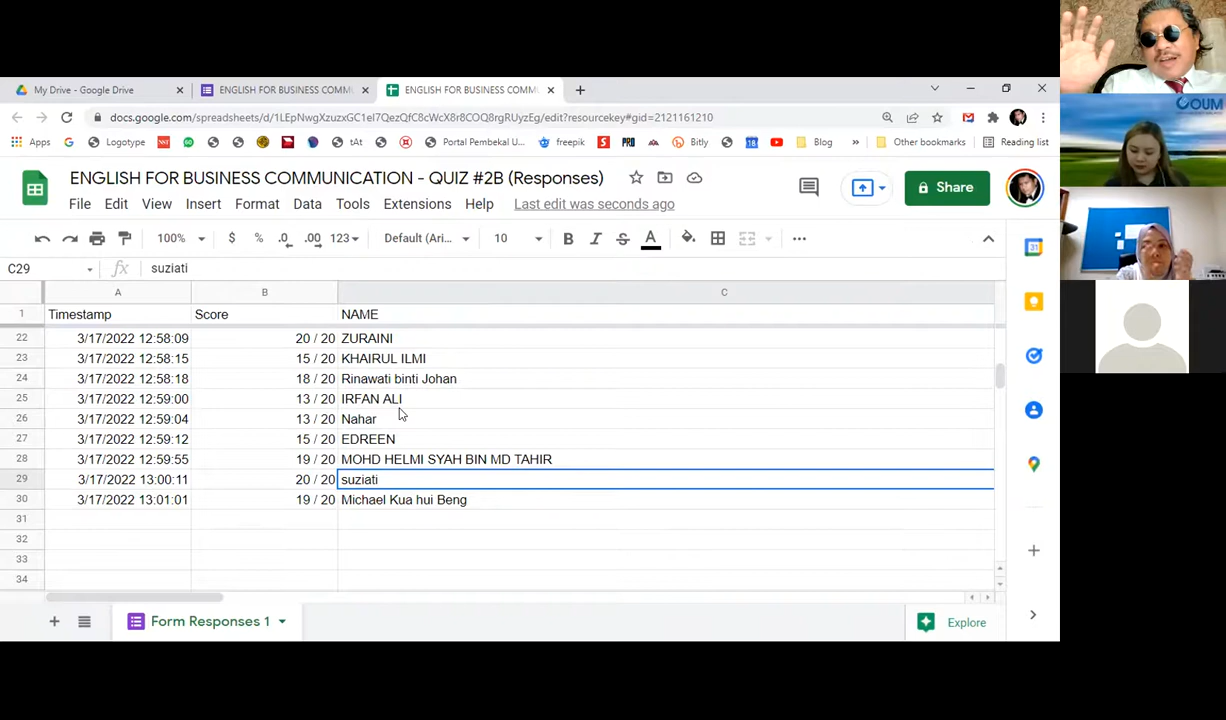 My Drive - Google Drive
ENGLISH FOR BUSINESS COMMU
ENGLISH FOR BUSINESS COMM
docs.google.com/spreadsheets/d/1LEpNwgXzuzxGC1eI7QezQfC8cWcX8r8COQ8rgRUyzEg/edit?resourcekey#gid=2121161210
Apps
Logotype
tAt
Portal Pembekal U...
freepik
PRO
Bitly
Blog
Other bookmarks
Reading list
OUM
ENGLISH FOR BUSINESS COMMUNICATION - QUIZ #2B (Responses)
Share
File Edit View Insert Format Data Tools Extensions Help Last edit was seconds ago
100% $ % .0 .00 123 Default (Ari... 10 B I S A
C29 fx suziati
A B C
1 Timestamp Score NAME
22 3/17/2022 12:58:09 20 / 20 ZURAINI
23 3/17/2022 12:58:15 15 / 20 KHAIRUL ILMI
24 3/17/2022 12:58:18 18 / 20 Rinawati binti Johan
25 3/17/2022 12:59:00 13 / 20 IRFAN ALI
26 3/17/2022 12:59:04 13 / 20 Nahar
27 3/17/2022 12:59:12 15 / 20 EDREEN
28 3/17/2022 12:59:55 19 / 20 MOHD HELMI SYAH BIN MD TAHIR
29 3/17/2022 13:00:11 20 / 20 suziati
30 3/17/2022 13:01:01 19 / 20 Michael Kua hui Beng
31
32
33
34
Form Responses 1
Explore